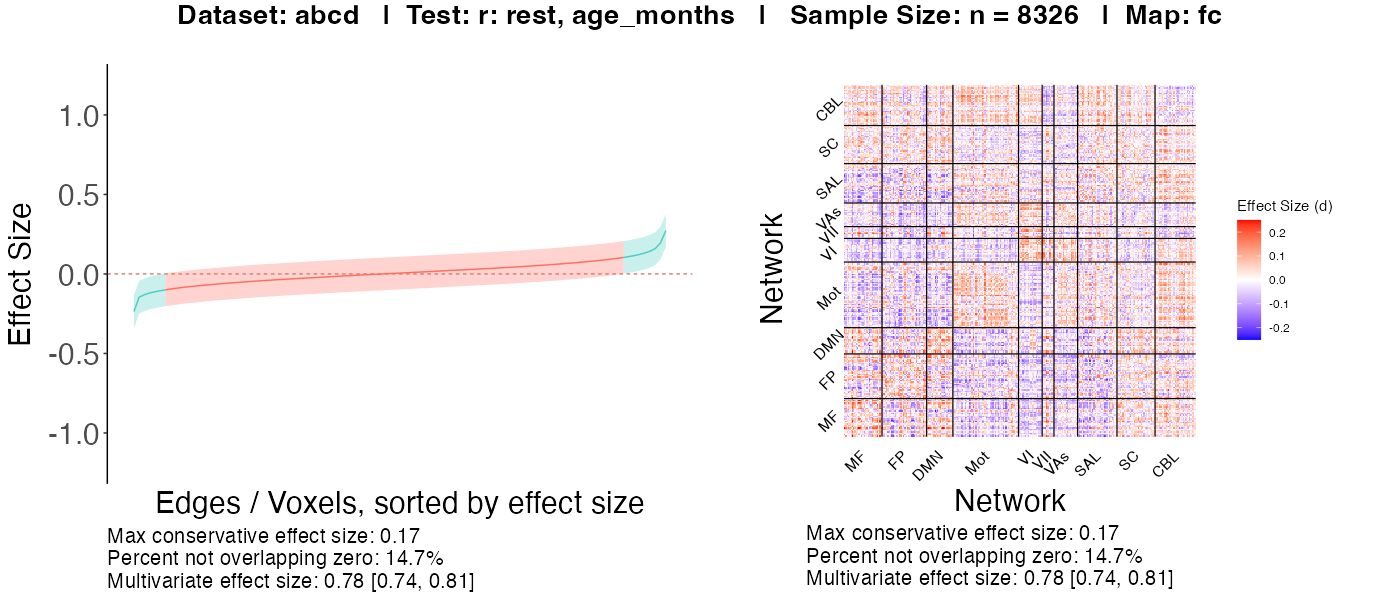 Dataset: abcd | Test: r: rest, age_months | Sample Size: n = 8326 | Map: fc
Effect Size
1.0
0.5
0.0
-0.5
-1.0
Edges / Voxels, sorted by effect size
Max conservative effect size: 0.17
Percent not overlapping zero: 14.7%
Multivariate effect size: 0.78 [0.74, 0.81]
Network
CBL
SC
SAL
VAs
VII
VI
Mot
DMN
FP
MF
MF
FP
DMN
Mot
VI
VII
VAs
SAL
SC
CBL
Network
Max conservative effect size: 0.17
Percent not overlapping zero: 14.7%
Multivariate effect size: 0.78 [0.74, 0.81]
Effect Size (d)
0.2
0.1
0.0
-0.1
-0.2